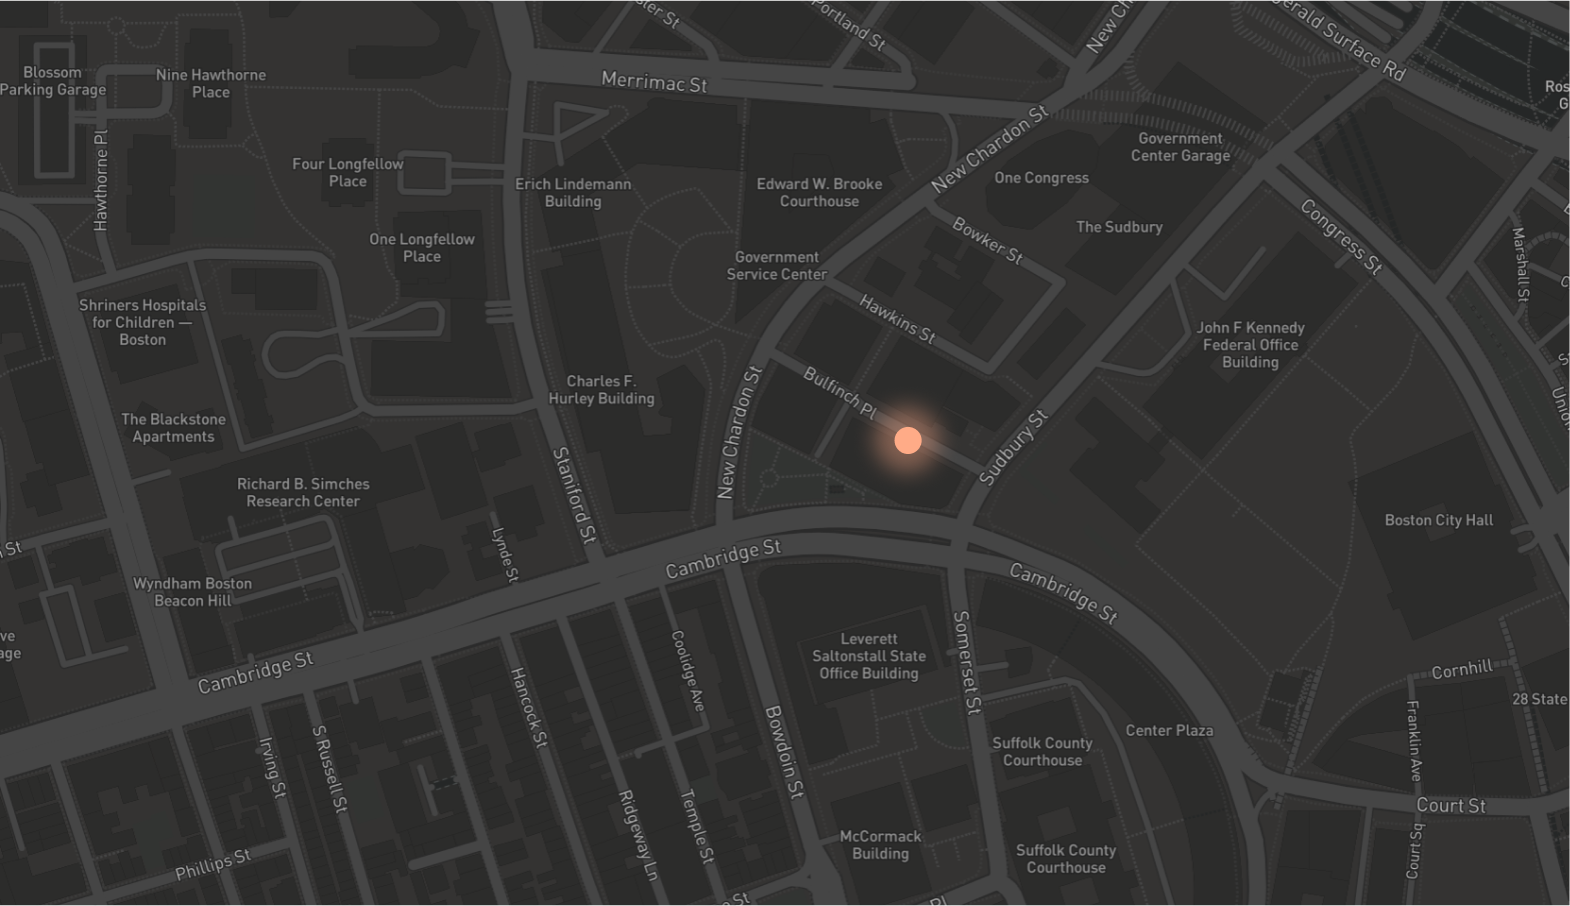 Portland St
New Ch
Merrimac St
Surface Rd
Blossom
Parking Garage
Nine Hawthorne
Place
Hawthorne Pl
Four Longfellow
Place
Erich Lindemann
Building
Edward W. Brooke
Courthouse
New Chardon St
One Congress
Government
Center Garage
The Sudbury
Congress St
Marshall St
One Longfellow
Place
Government
Service Center
Bowker St
Hawkins St
Shriners Hospitals
for Children —
Boston
John F Kennedy
Federal Office
Building
Charles F.
Hurley Building
Bulfinch Pl
The Blackstone
Apartments
New Chardon St
Sudbury St
Staniford St
Richard B. Simches
Research Center
Boston City Hall
Lynde St
Cambridge St
Wyndham Boston
Beacon Hill
Cambridge St
Somerset St
Leverett
Saltonstall State
Office Building
Coolidge Ave
Cambridge St
Hancock St
Cornhill
28 State
Franklin Ave
Irving St
S Russell St
Bowdoin St
Suffolk County
Courthouse
Center Plaza
Ridgeway Ln
Temple St
Court St
McCormack
Building
Suffolk County
Courthouse
Court Sq
Phillips St